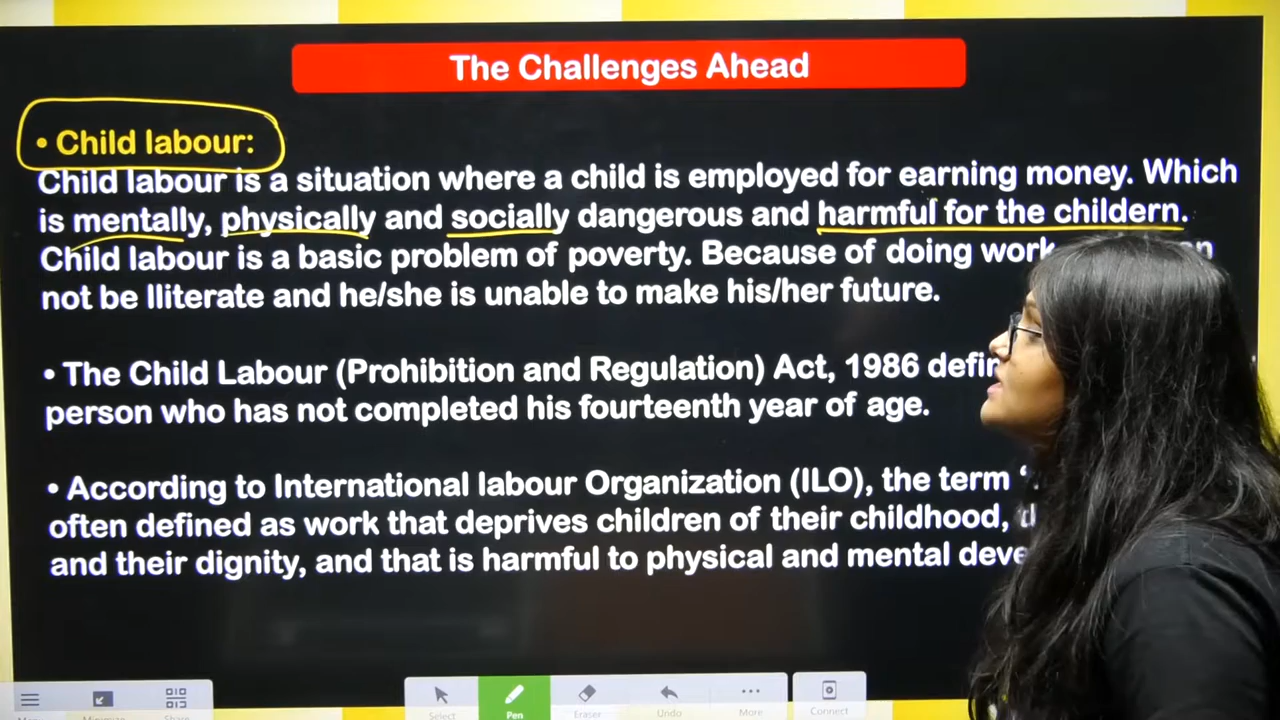 The Challenges Ahead
• Child labour:
Child labour is a situation where a child is employed for earning money. Which
is mentally, physically and socially dangerous and harmful for the childern.
Child labour is a basic problem of poverty. Because of doing work
not be Illiterate and he/she is unable to make his/her future.
• The Child Labour (Prohibition and Regulation) Act, 1986 defin
person who has not completed his fourteenth year of age.
• According to International labour Organization (ILO), the term ‘
often defined as work that deprives children of their childhood,
and their dignity, and that is harmful to physical and mental deve
Select Pen Eraser Undo More Connect